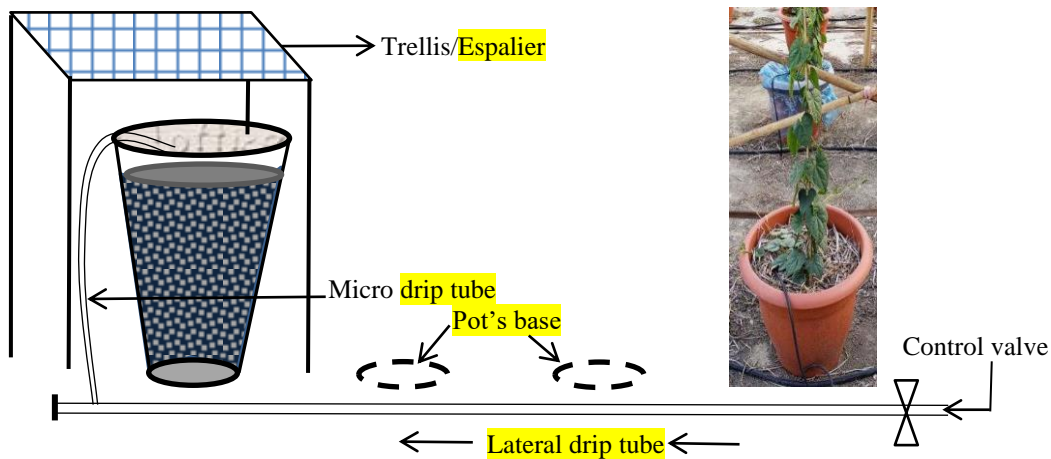 Trellis/Espalier
Micro drip tube
Pot's base
Control valve
Lateral drip tube